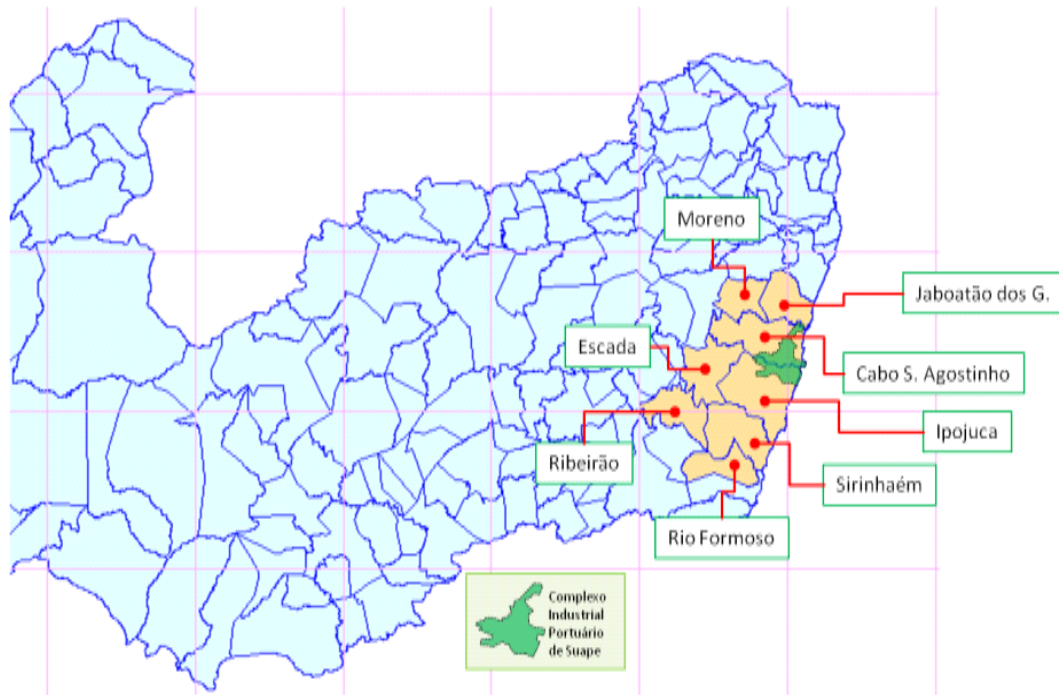 Moreno
Jaboatão dos G.
Escada
Cabo S. Agostinho
Ipojuca
Ribeirão
Sirinhaém
Rio Formoso
Complexo
Industrial
Portuário
de Suape